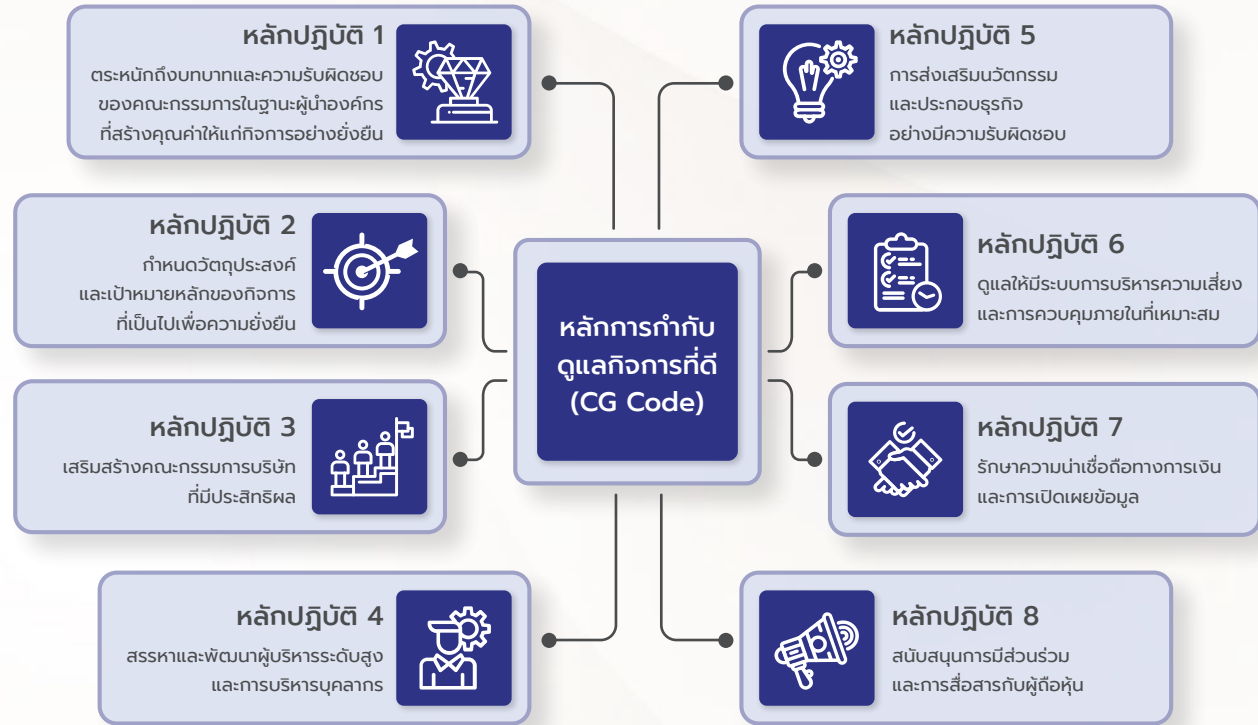 หลักปฏิบัติ 1
ตระหนักถึงบทบาทและความรับผิดชอบ
ของคณะกรรมการในฐานะผู้นำองค์กร
ที่สร้างคุณค่าให้แก่กิจการอย่างยั่งยืน
หลักปฏิบัติ 2
กำหนดวัตถุประสงค์
และเป้าหมายหลักของกิจการ
ที่เป็นไปเพื่อความยั่งยืน
หลักปฏิบัติ 3
เสริมสร้างคณะกรรมการบริษัท
ที่มีประสิทธิผล
หลักปฏิบัติ 4
สรรหาและพัฒนาผู้บริหารระดับสูง
และการบริหารบุคลากร
หลักการกำกับ
ดูแลกิจการที่ดี
(CG Code)
หลักปฏิบัติ 5
การส่งเสริมนวัตกรรม
และประกอบธุรกิจ
อย่างมีความรับผิดชอบ
หลักปฏิบัติ 6
ดูแลให้มีระบบการบริหารความเสี่ยง
และการควบคุมภายในที่เหมาะสม
หลักปฏิบัติ 7
รักษาความน่าเชื่อถือทางการเงิน
และการเปิดเผยข้อมูล
หลักปฏิบัติ 8
สนับสนุนการมีส่วนร่วม
และการสื่อสารกับผู้ถือหุ้น